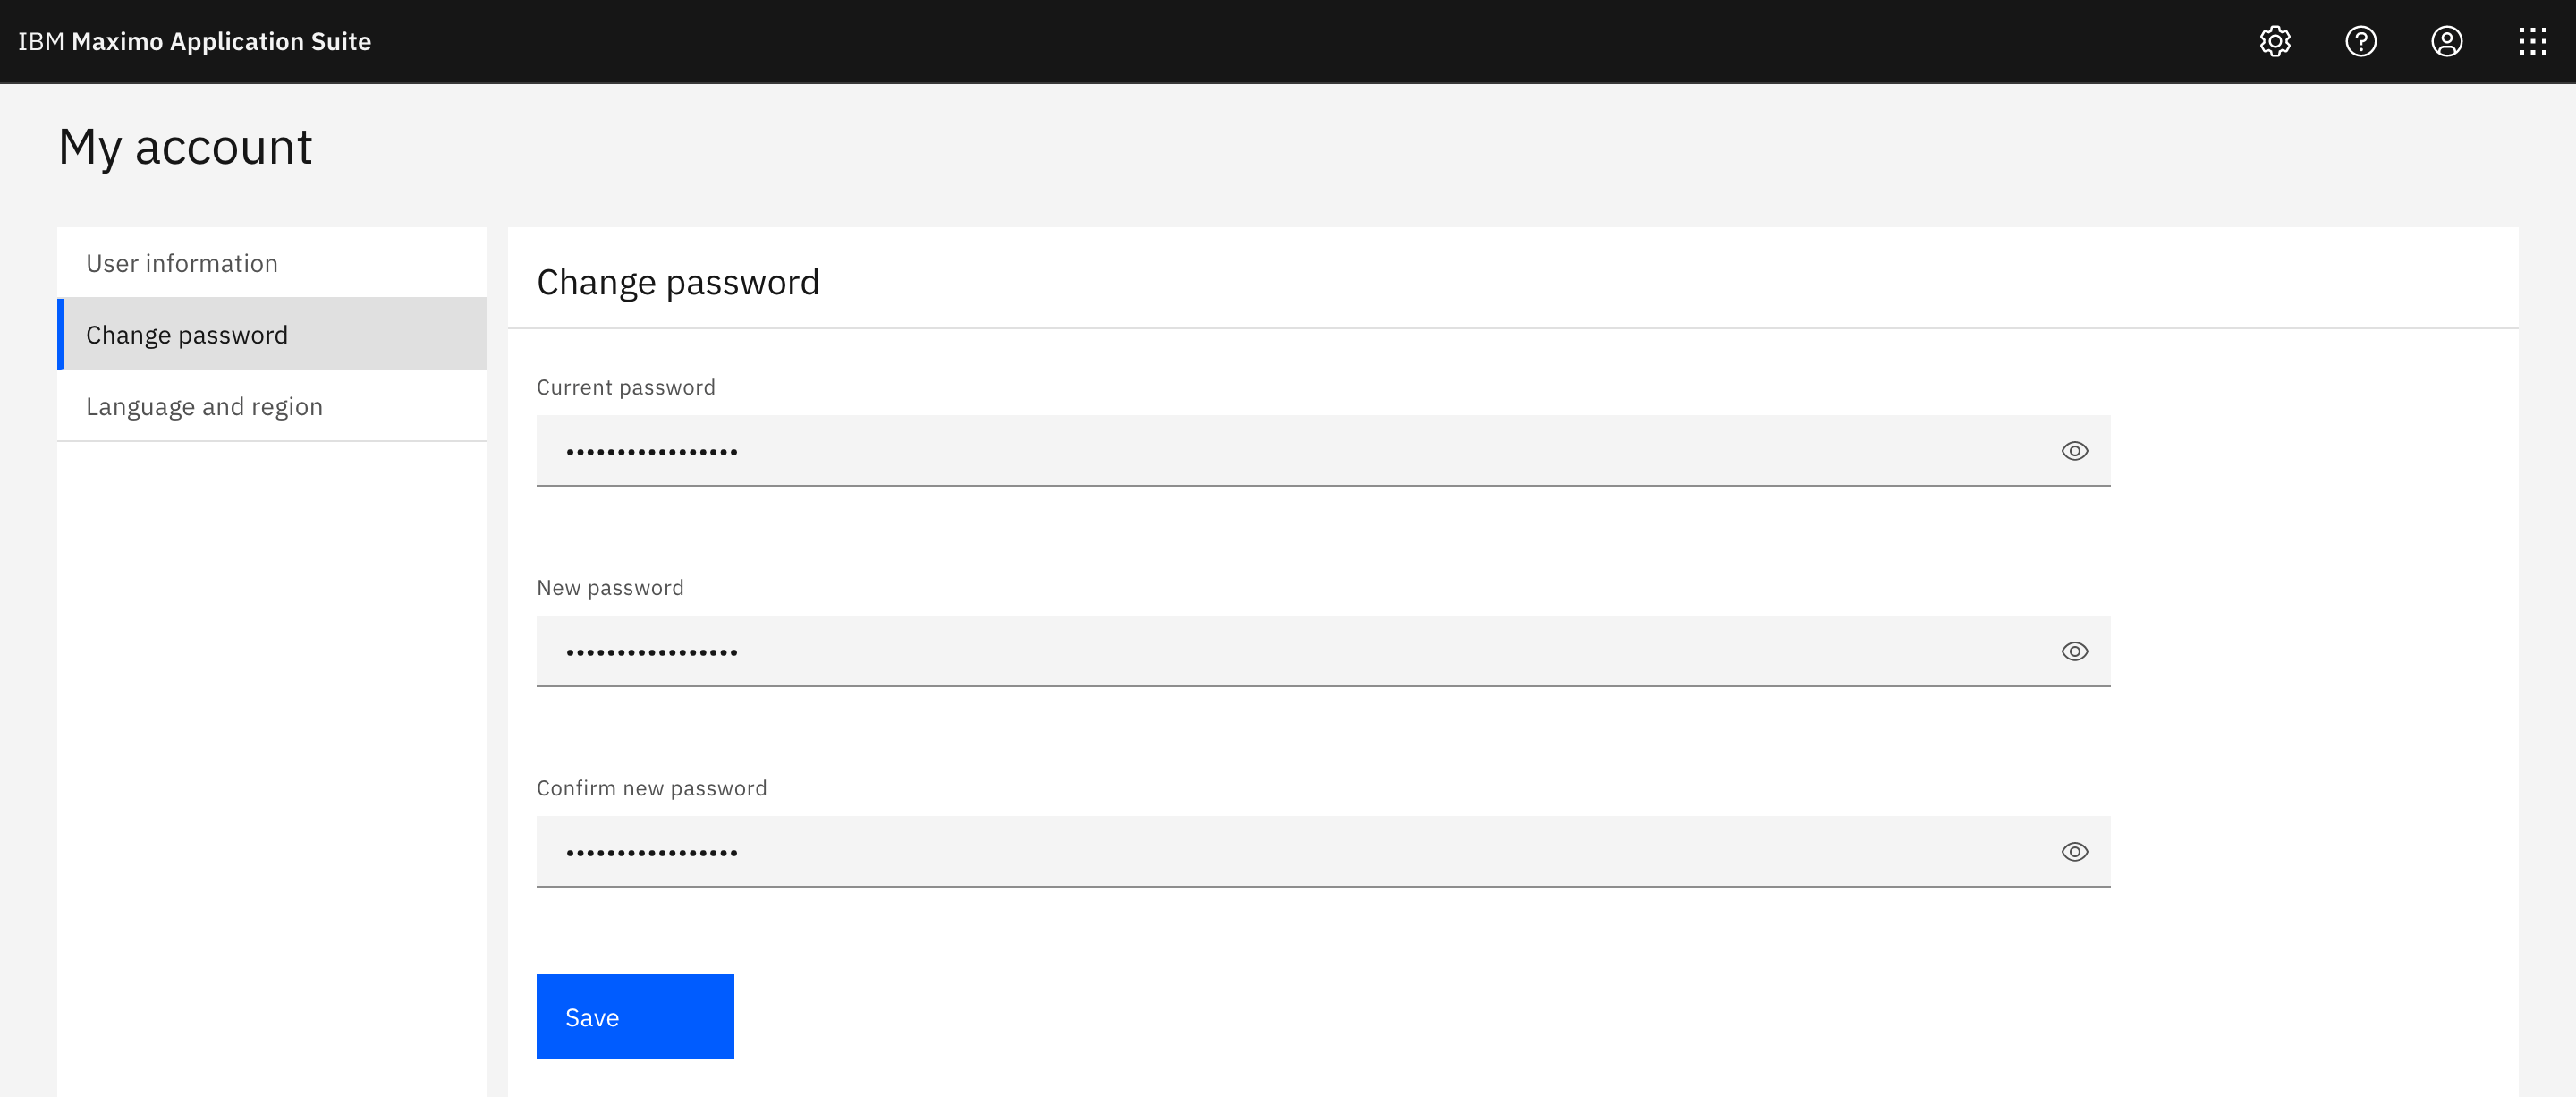 IBM Maximo Application Suite
My account
User information
Change password
Language and region
Change password
Current password
•••••••••••••••••
New password
•••••••••••••••••
Confirm new password
•••••••••••••••••
Save